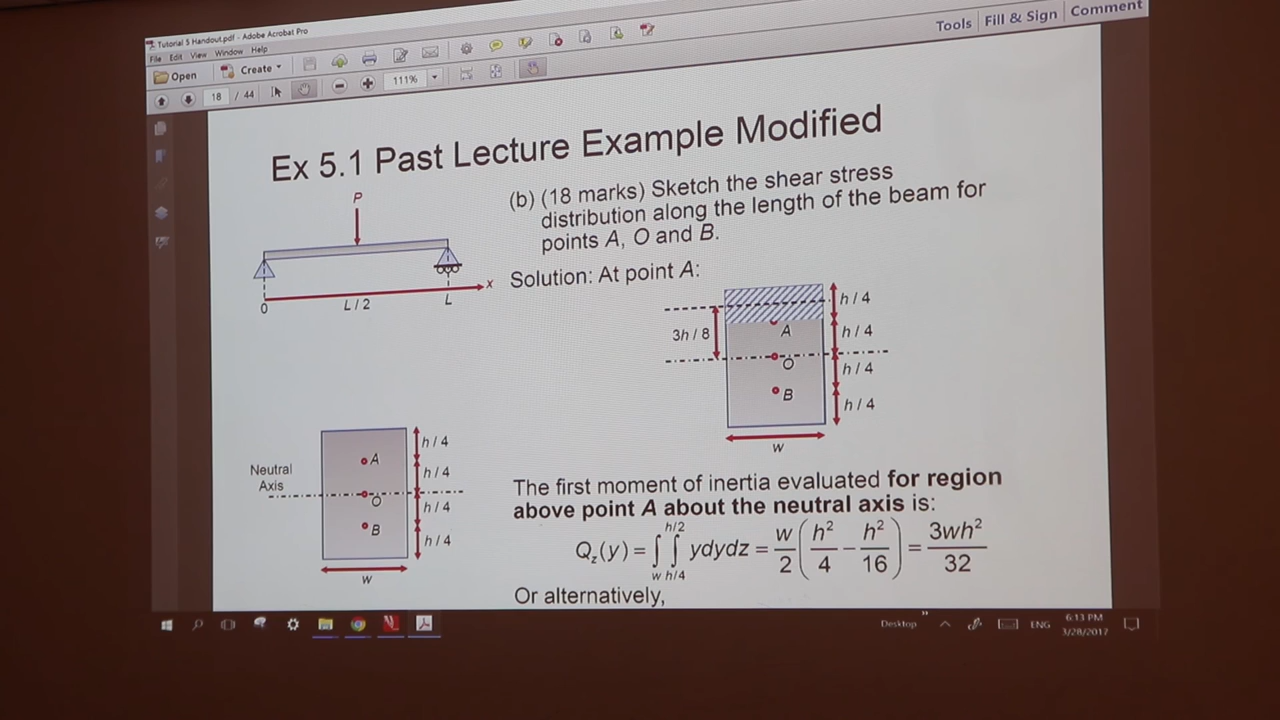 Tutorial 5 Handout.pdf - Adobe Acrobat Pro
File Edit View Window Help
Open Create 111% Tools Fill & Sign Comment
18 / 44
Ex 5.1 Past Lecture Example Modified
(b) (18 marks) Sketch the shear stress
distribution along the length of the beam for
points A, O and B.
Solution: At point A:
P
x
0
L / 2
L
3h / 8
A
O
B
h / 4
h / 4
h / 4
h / 4
w
Neutral
Axis
A
O
B
h / 4
h / 4
h / 4
h / 4
w
The first moment of inertia evaluated for region
above point A about the neutral axis is:
Q_z(y) = ∫_w ∫_{h/4}^{h/2} ydydz = w/2 (h²/4 − h²/16) = 3wh²/32
Or alternatively,
Desktop
»
ENG
6:13 PM
3/28/2017